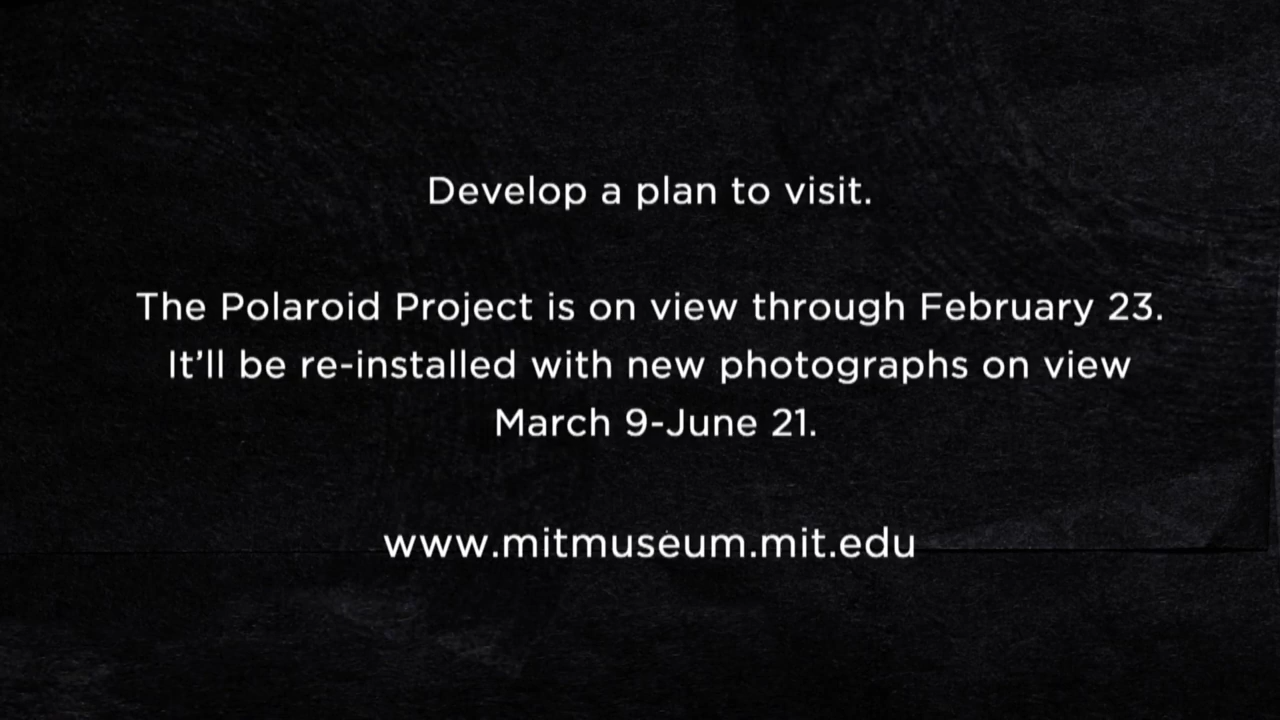 Develop a plan to visit.
The Polaroid Project is on view through February 23.
It’ll be re-installed with new photographs on view
March 9-June 21.
www.mitmuseum.mit.edu